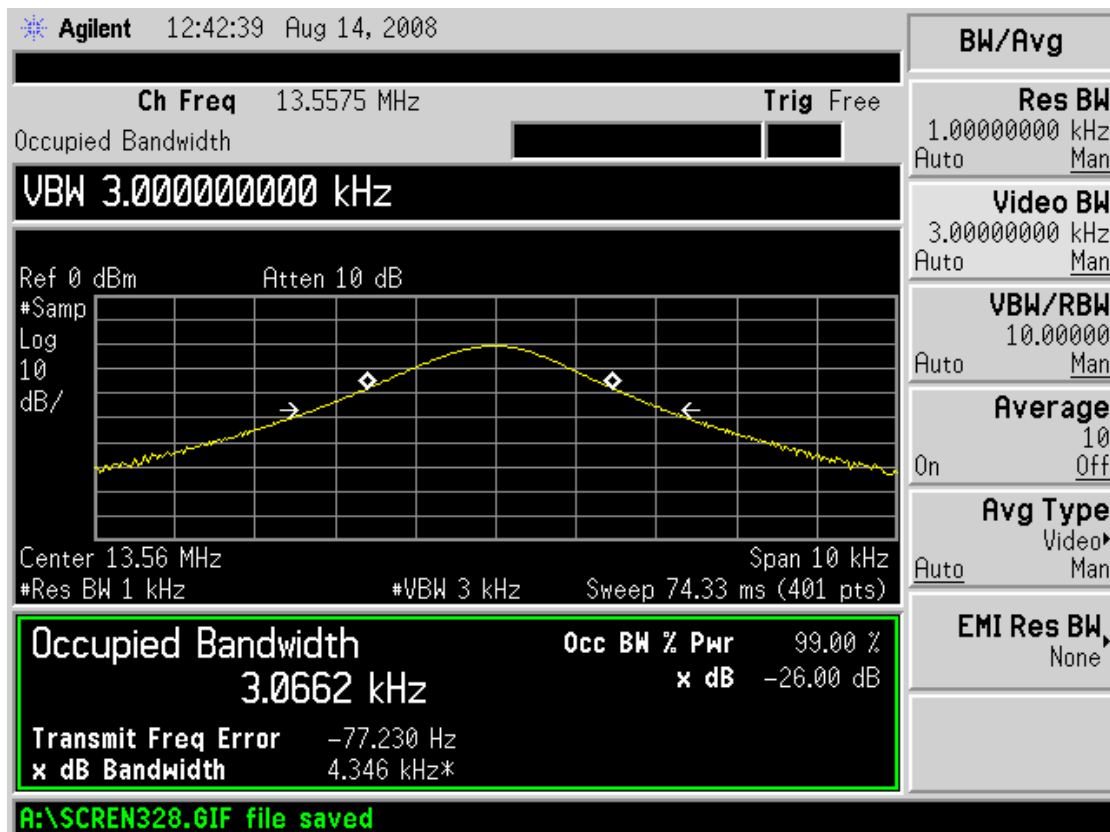 Agilent 12:42:39 Aug 14, 2008
Ch Freq 13.5575 MHz Trig Free
Occupied Bandwidth
VBW 3.000000000 kHz
Ref 0 dBm Atten 10 dB
#Samp
Log
10
dB/
Center 13.56 MHz Span 10 kHz
#Res BW 1 kHz #VBW 3 kHz Sweep 74.33 ms (401 pts)
Occupied Bandwidth Occ BW % Pwr 99.00 %
3.0662 kHz x dB -26.00 dB
Transmit Freq Error -77.230 Hz
x dB Bandwidth 4.346 kHz*
A:\SCREN328.GIF file saved
BW/Avg
Res BW
1.00000000 kHz
Auto Man
Video BW
3.00000000 kHz
Auto Man
VBW/RBW
10.00000
Auto Man
Average
10
On Off
Avg Type
Video
Auto Man
EMI Res BW
None